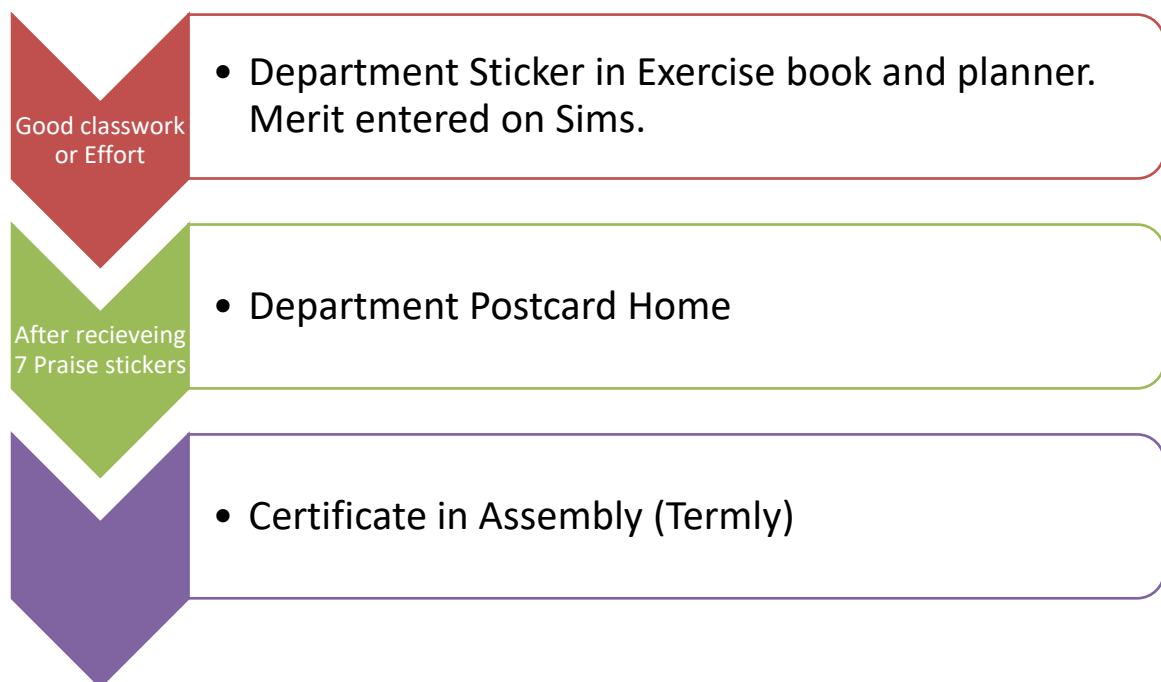 Good classwork
or Effort
• Department Sticker in Exercise book and planner.
Merit entered on Sims.
After recieveing
7 Praise stickers
• Department Postcard Home
• Certificate in Assembly (Termly)